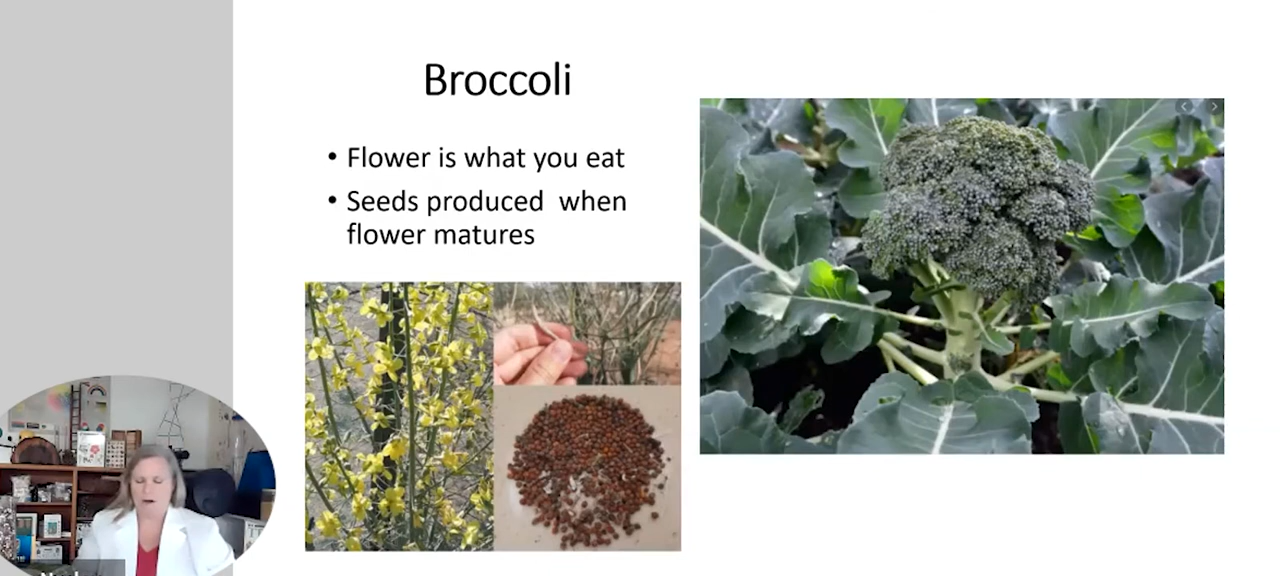 Broccoli
• Flower is what you eat
• Seeds produced  when
flower matures